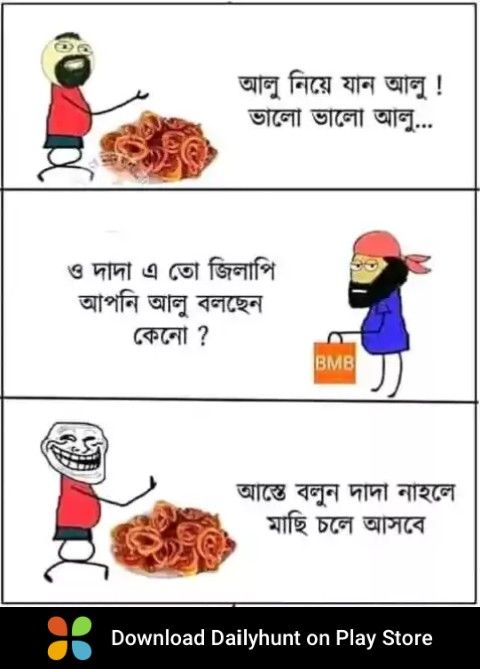 আলু নিয়ে যান আলু !
ভালো ভালো আলু...
ও দাদা এ তো জিলাপি
আপনি আলু বলছেন
কেনো ?
BMB
আস্তে বলুন দাদা নাহলে
মাছি চলে আসবে
Download Dailyhunt on Play Store